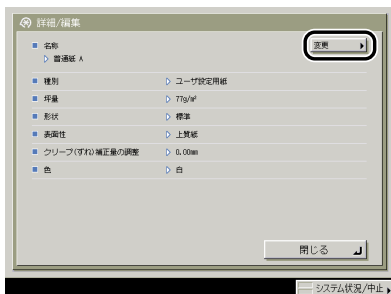 詳細/編集
名称
変更
普通紙 A
種別 ユーザ設定用紙
坪量 77g/m²
形状 標準
表面性 上質紙
クリープ(ずれ)補正量の調整 0.00mm
色 白
閉じる
システム状況/中止